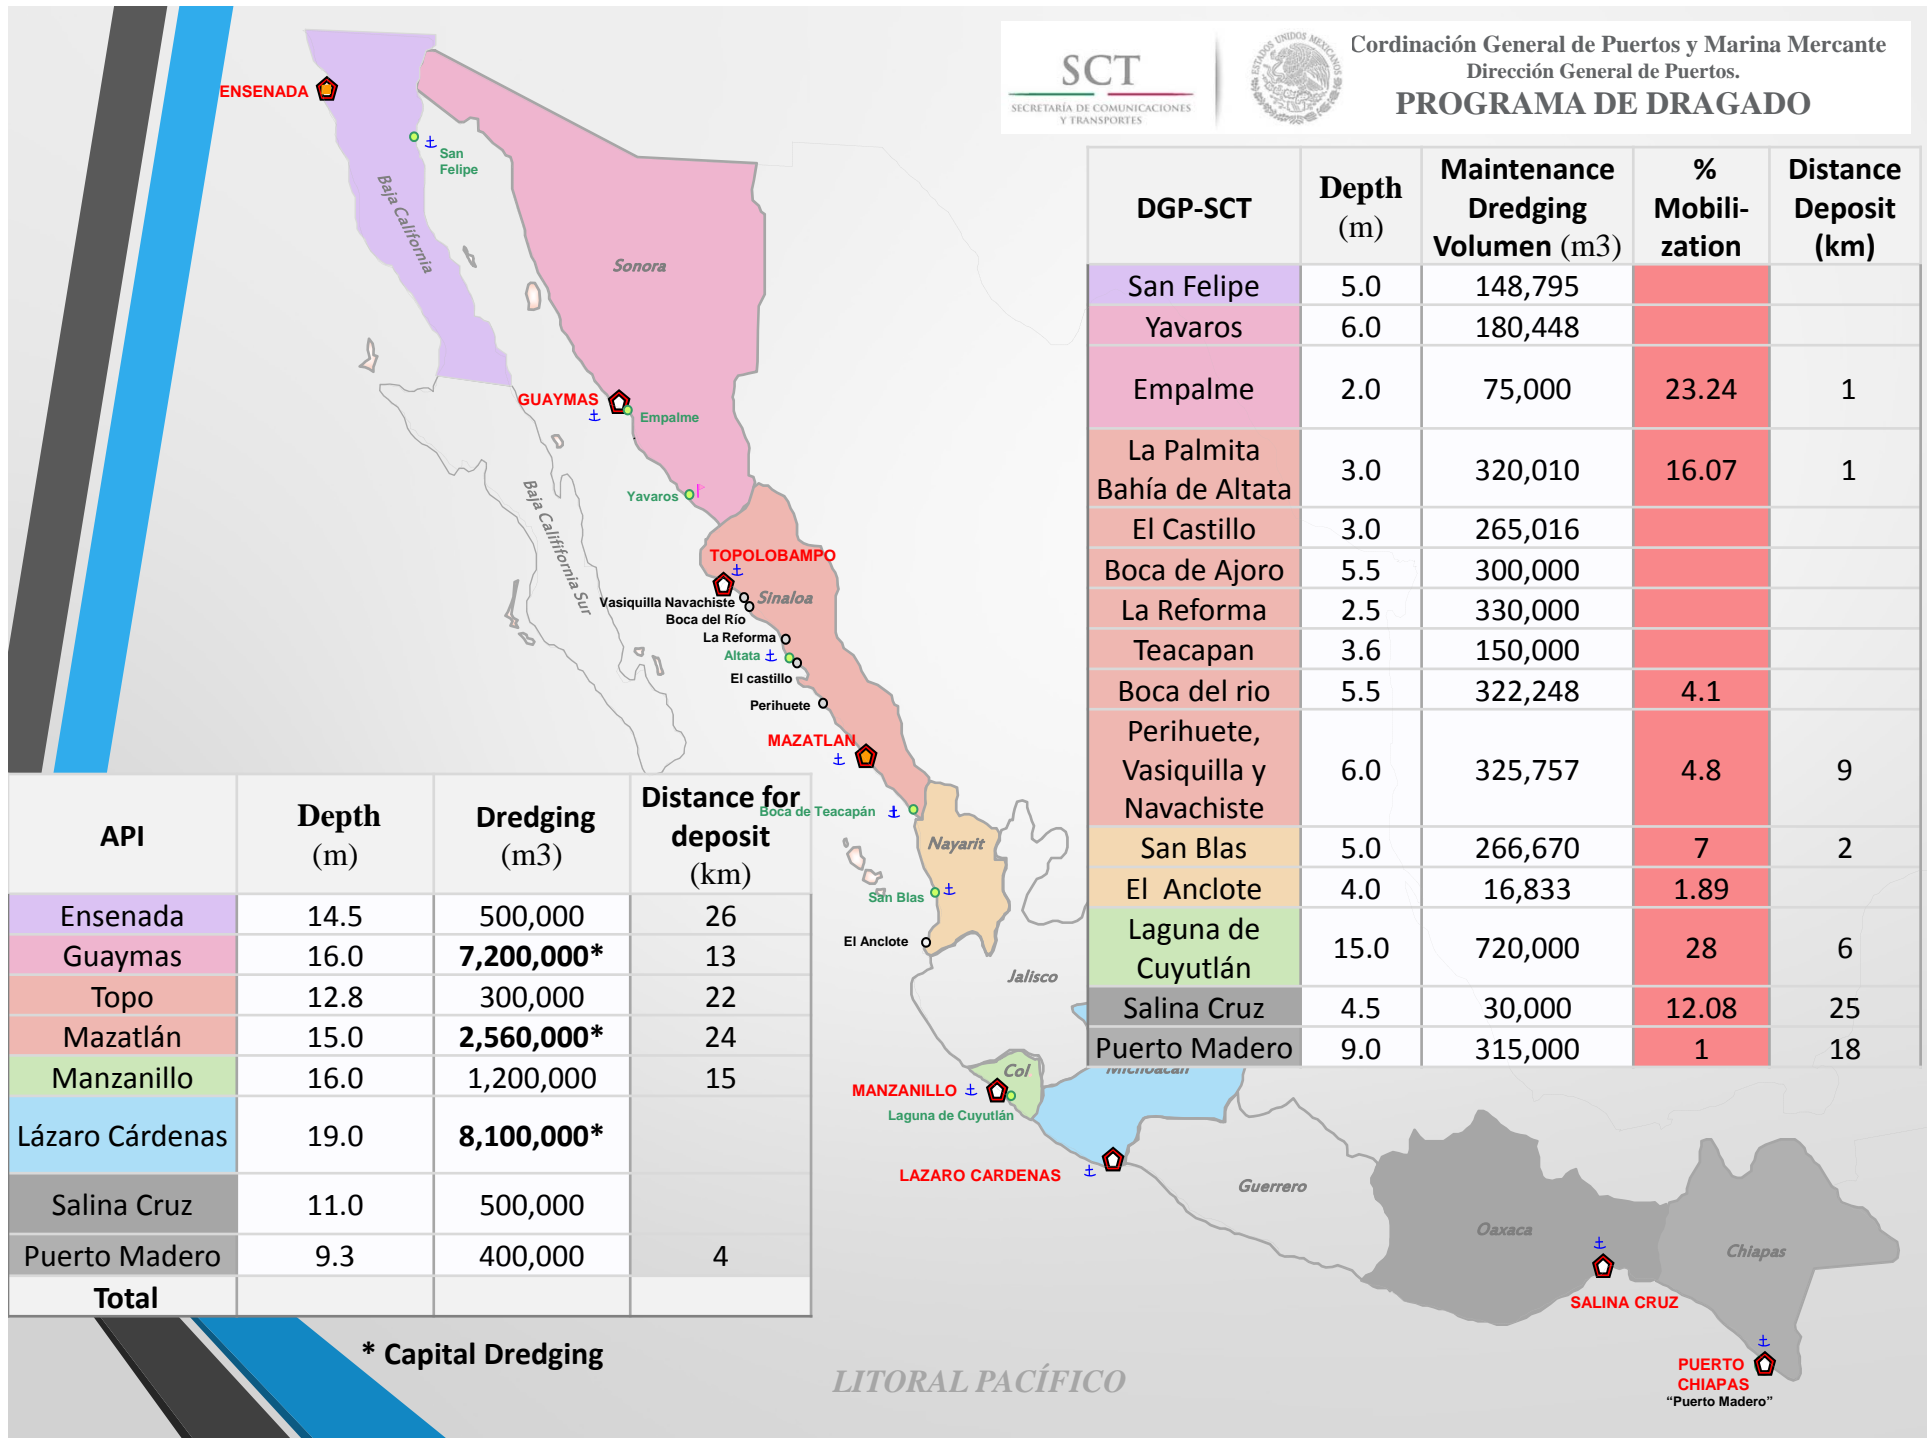 SCT
SECRETARÍA DE COMUNICACIONES
Y TRANSPORTES
ESTADOS UNIDOS MEXICANOS
Cordinación General de Puertos y Marina Mercante
Dirección General de Puertos.
PROGRAMA DE DRAGADO
ENSENADA
San
Felipe
Baja California
Sonora
GUAYMAS
Empalme
Yavaros
Baja Calififornia Sur
TOPOLOBAMPO
Sinaloa
Vasiquilla Navachiste
Boca del Río
La Reforma
Altata
El castillo
Perihuete
MAZATLAN
Boca de Teacapán
Nayarit
San Blas
El Anclote
Jalisco
Col
MANZANILLO
Laguna de Cuyutlán
Michoacan
LAZARO CARDENAS
Guerrero
Oaxaca
Chiapas
SALINA CRUZ
PUERTO
CHIAPAS
“Puerto Madero”
DGP-SCT Depth (m) Maintenance Dredging Volumen (m3) % Mobili-zation Distance Deposit (km)
San Felipe 5.0 148,795
Yavaros 6.0 180,448
Empalme 2.0 75,000 23.24 1
La Palmita Bahía de Altata 3.0 320,010 16.07 1
El Castillo 3.0 265,016
Boca de Ajoro 5.5 300,000
La Reforma 2.5 330,000
Teacapan 3.6 150,000
Boca del rio 5.5 322,248 4.1
Perihuete, Vasiquilla y Navachiste 6.0 325,757 4.8 9
San Blas 5.0 266,670 7 2
El Anclote 4.0 16,833 1.89
Laguna de Cuyutlán 15.0 720,000 28 6
Salina Cruz 4.5 30,000 12.08 25
Puerto Madero 9.0 315,000 1 18
API Depth (m) Dredging (m3) Distance for deposit (km)
Ensenada 14.5 500,000 26
Guaymas 16.0 7,200,000* 13
Topo 12.8 300,000 22
Mazatlán 15.0 2,560,000* 24
Manzanillo 16.0 1,200,000 15
Lázaro Cárdenas 19.0 8,100,000*
Salina Cruz 11.0 500,000
Puerto Madero 9.3 400,000 4
Total
* Capital Dredging
LITORAL PACÍFICO